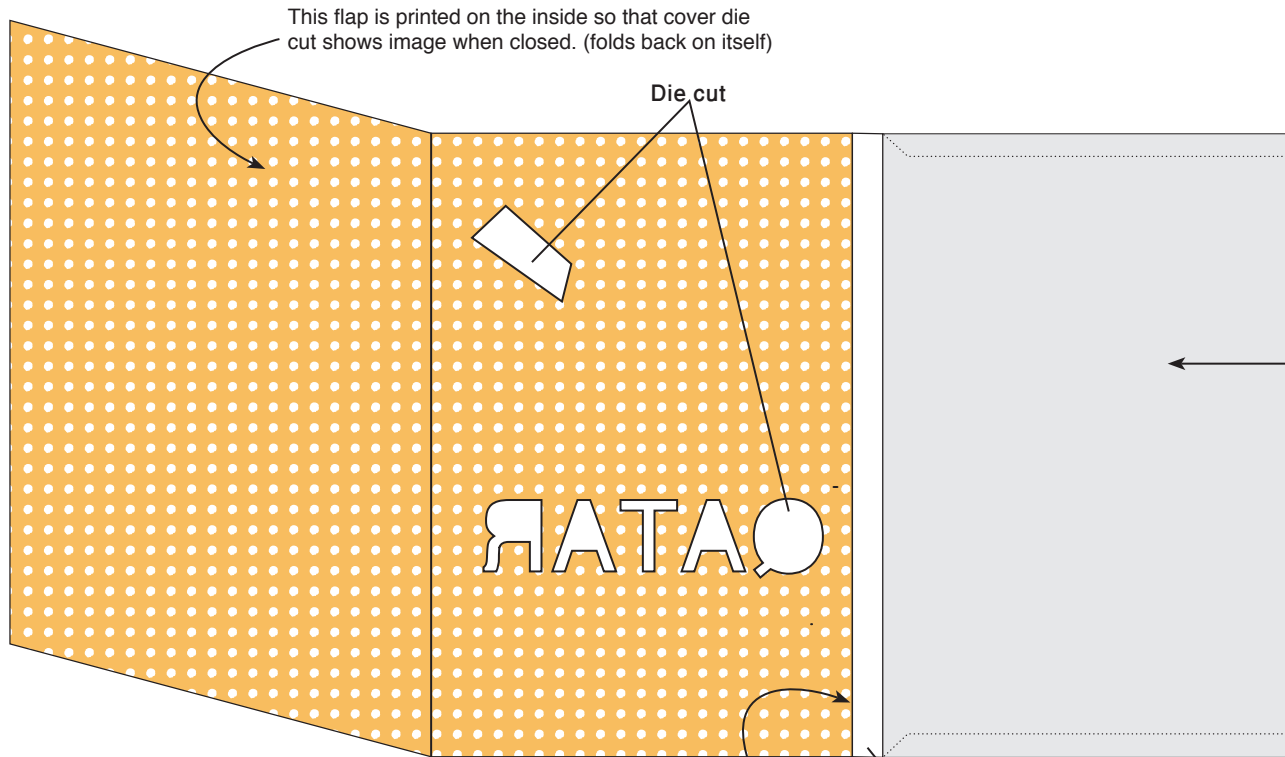 This flap is printed on the inside so that cover die
cut shows image when closed. (folds back on itself)
Die cut
QATAR